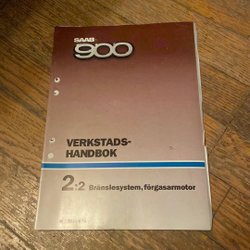 SAAB
900
VERKSTADS-
HANDBOK
2:2 Bränslesystem, förgasarmotor